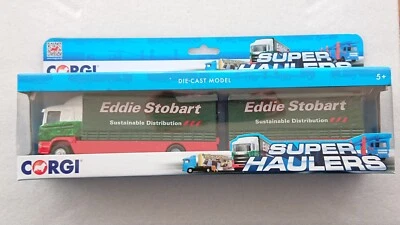 SUPER
HAULERS
CORGI
DIE-CAST MODEL
5+
Eddie Stobart
Sustainable Distribution
Eddie Stobart
Sustainable Distribution
CORGI
SUPER
HAULERS